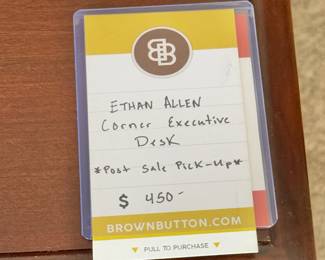 BB
ETHAN ALLEN
Corner Executive
Desk
*Post Sale Pick-Up*
$ 450-
BROWNBUTTON.COM
▼ PULL TO PURCHASE ▼